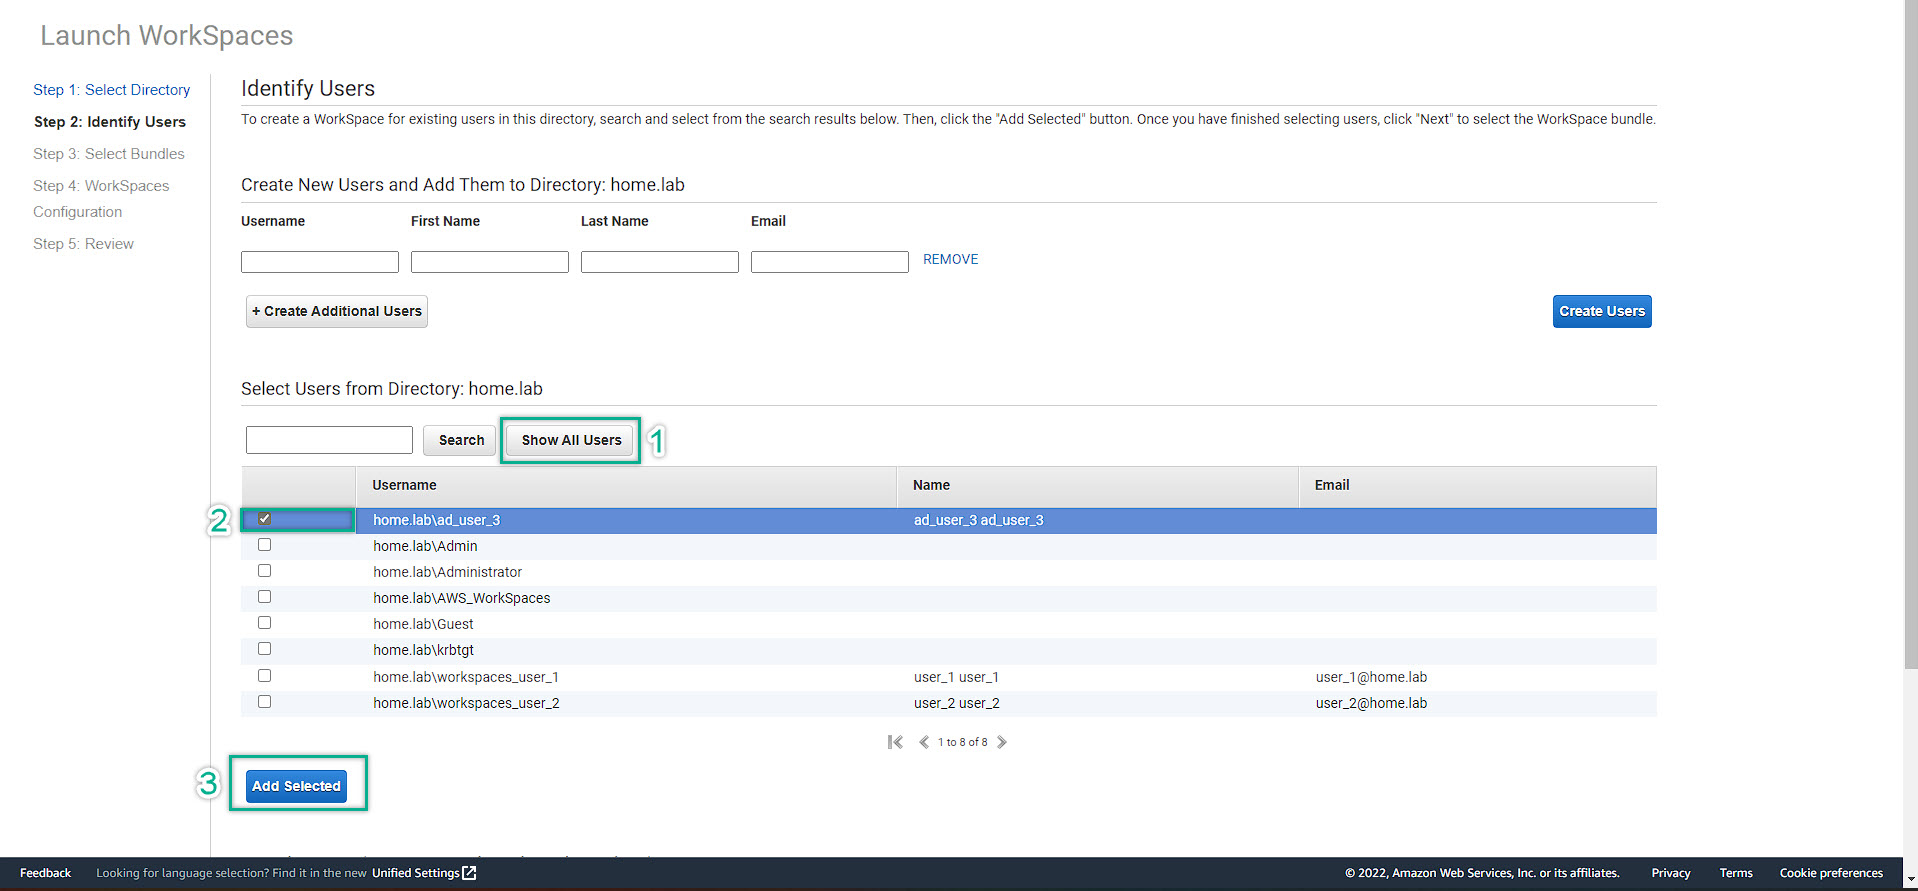 Launch WorkSpaces
Step 1: Select Directory
Step 2: Identify Users
Step 3: Select Bundles
Step 4: WorkSpaces
Configuration
Step 5: Review
Identify Users
To create a WorkSpace for existing users in this directory, search and select from the search results below. Then, click the "Add Selected" button. Once you have finished selecting users, click "Next" to select the WorkSpace bundle.
Create New Users and Add Them to Directory: home.lab
Username First Name Last Name Email
REMOVE
+ Create Additional Users Create Users
Select Users from Directory: home.lab
Search Show All Users 1
Username Name Email
2 home.lab\ad_user_3 ad_user_3 ad_user_3
home.lab\Admin
home.lab\Administrator
home.lab\AWS_WorkSpaces
home.lab\Guest
home.lab\krbtgt
home.lab\workspaces_user_1 user_1 user_1 user_1@home.lab
home.lab\workspaces_user_2 user_2 user_2 user_2@home.lab
1 to 8 of 8
3 Add Selected
Feedback Looking for language selection? Find it in the new Unified Settings © 2022, Amazon Web Services, Inc. or its affiliates. Privacy Terms Cookie preferences